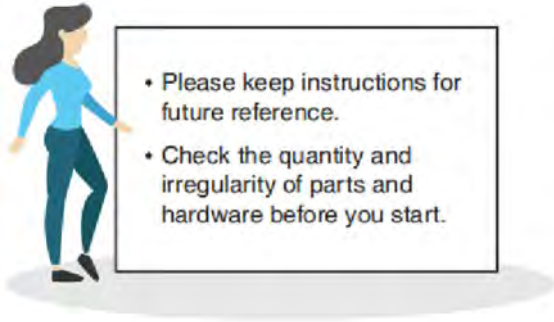 • Please keep instructions for
future reference.
• Check the quantity and
irregularity of parts and
hardware before you start.